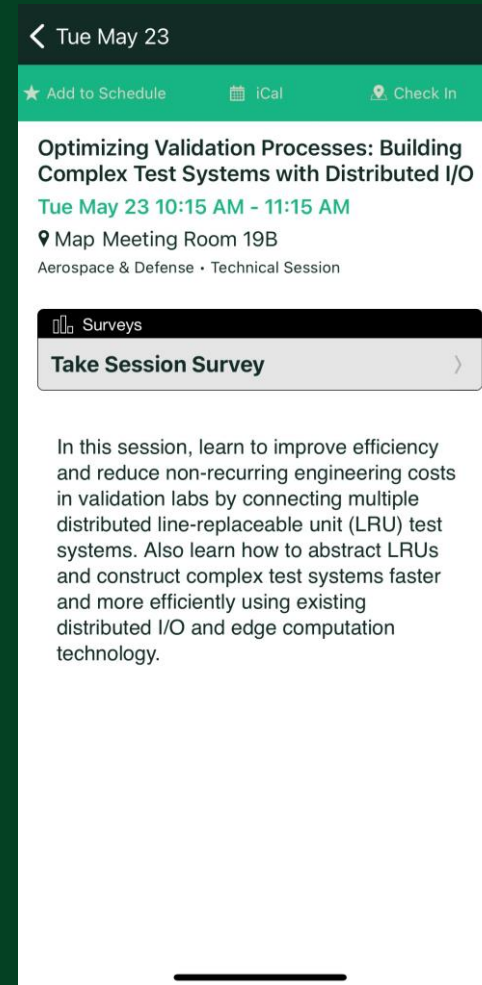 Tue May 23
Add to Schedule iCal Check In
Optimizing Validation Processes: Building
Complex Test Systems with Distributed I/O
Tue May 23 10:15 AM - 11:15 AM
Map Meeting Room 19B
Aerospace & Defense • Technical Session
Surveys
Take Session Survey
In this session, learn to improve efficiency
and reduce non-recurring engineering costs
in validation labs by connecting multiple
distributed line-replaceable unit (LRU) test
systems. Also learn how to abstract LRUs
and construct complex test systems faster
and more efficiently using existing
distributed I/O and edge computation
technology.